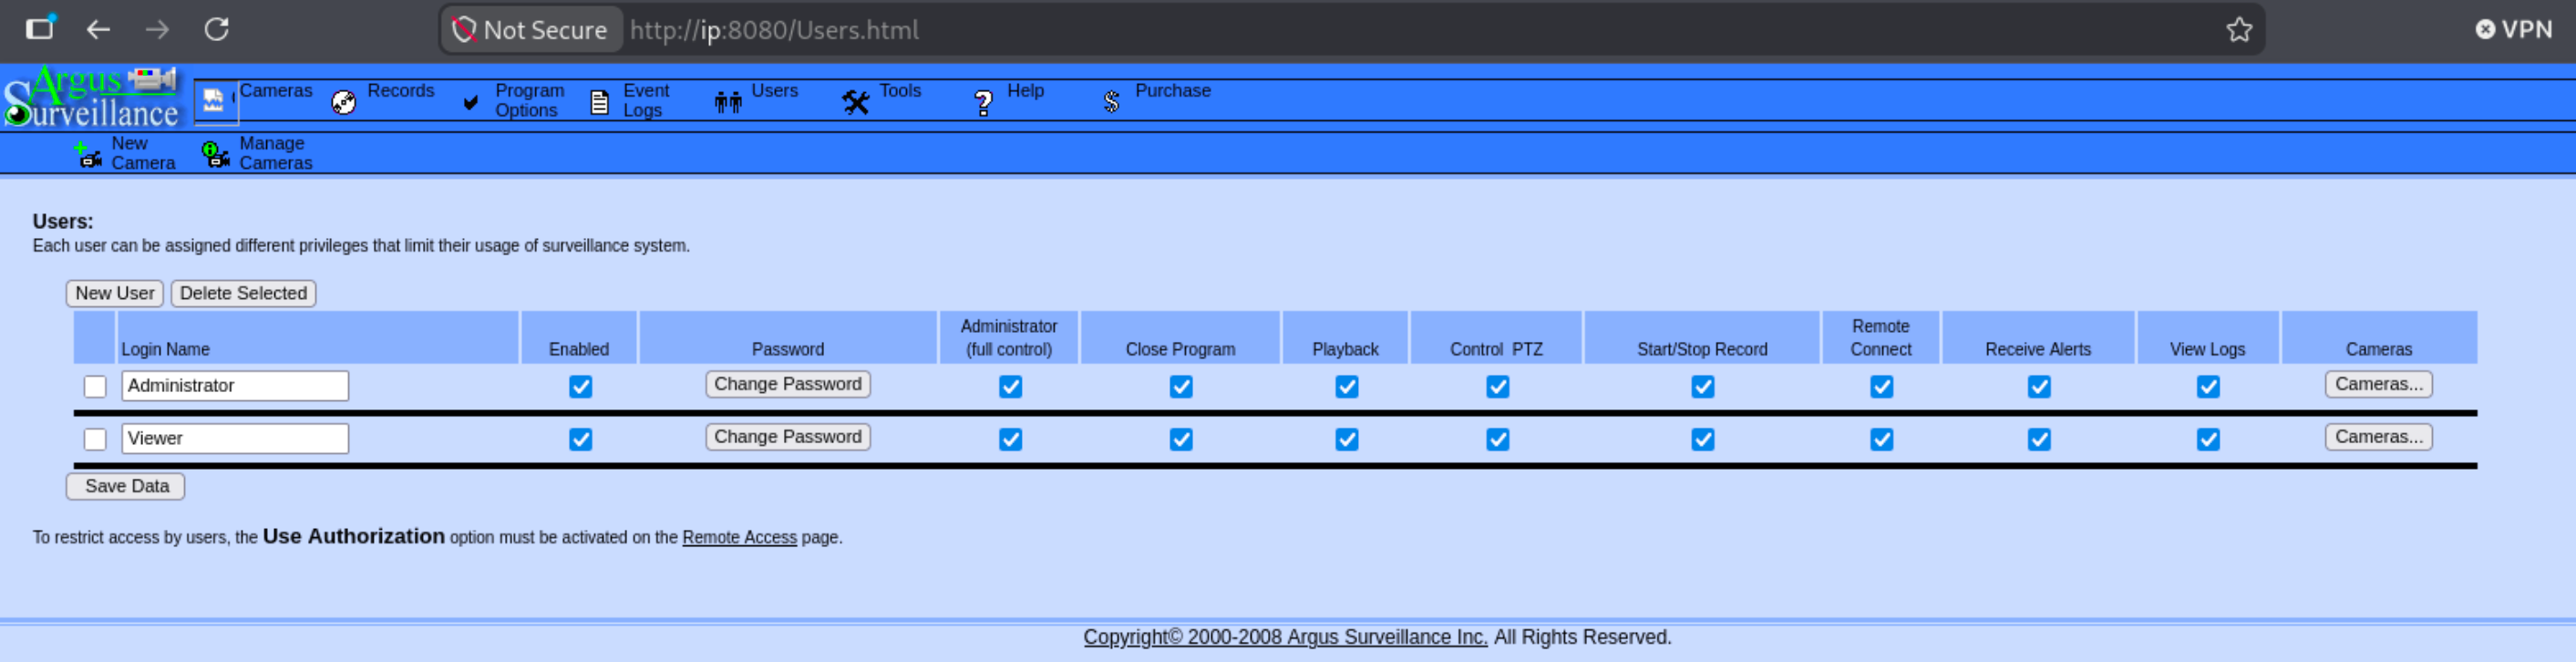 Not Secure http://ip:8080/Users.html VPN
Argus Surveillance
Cameras Records Program Options Event Logs Users Tools Help Purchase
New Camera Manage Cameras
Users:
Each user can be assigned different privileges that limit their usage of surveillance system.
New User Delete Selected
Login Name Enabled Password Administrator (full control) Close Program Playback Control PTZ Start/Stop Record Remote Connect Receive Alerts View Logs Cameras
Administrator Change Password Cameras...
Viewer Change Password Cameras...
Save Data
To restrict access by users, the Use Authorization option must be activated on the Remote Access page.
Copyright© 2000-2008 Argus Surveillance Inc. All Rights Reserved.